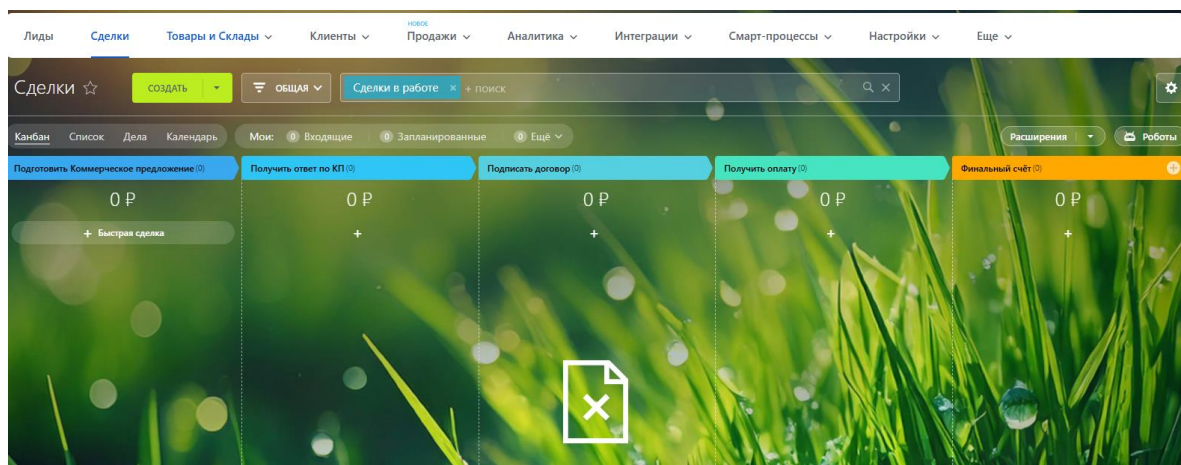 НОВОЕ
Лиды Сделки Товары и Склады Клиенты Продажи Аналитика Интеграции Смарт-процессы Настройки Еще
Сделки СОЗДАТЬ ОБЩАЯ Сделки в работе × + поиск
Канбан Список Дела Календарь Мои: 0 Входящие 0 Запланированные 0 Ещё Расширения Роботы
Подготовить Коммерческое предложение (0) Получить ответ по КП (0) Подписать договор (0) Получить оплату (0) Финальный счёт (0)
0 ₽ 0 ₽ 0 ₽ 0 ₽ 0 ₽
+ Быстрая сделка + + + +